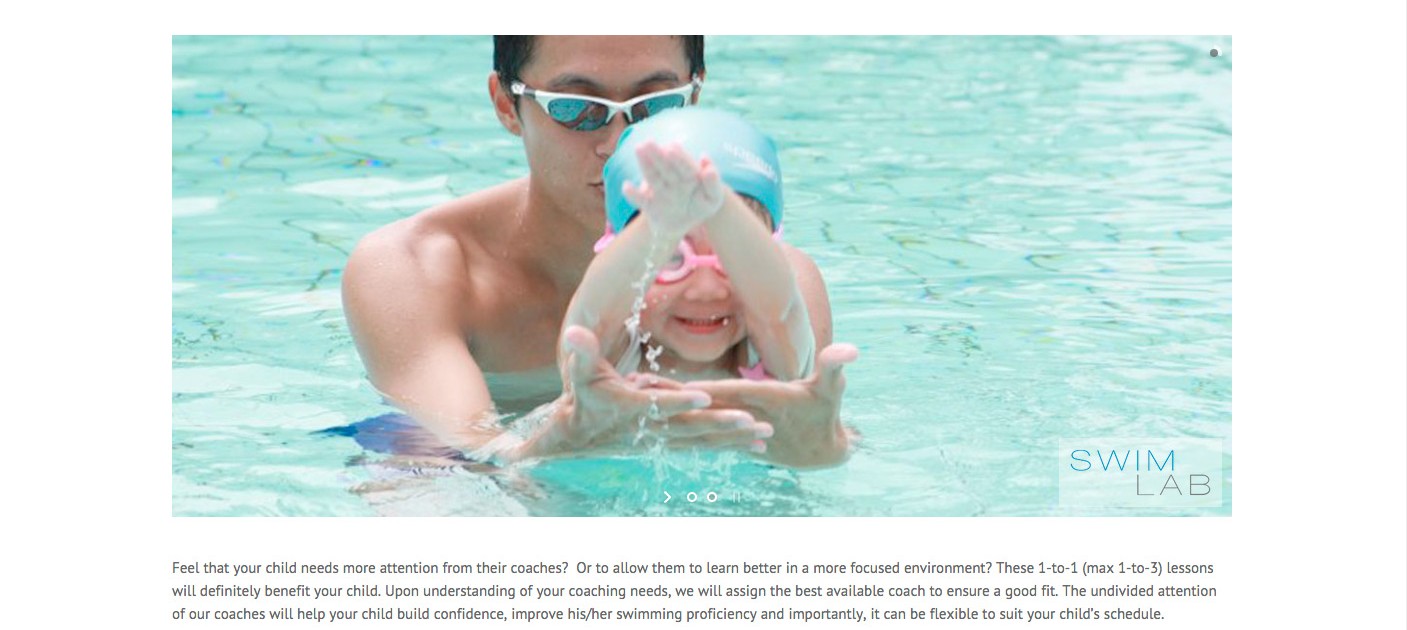 speedo
SWIM
LAB
Feel that your child needs more attention from their coaches?  Or to allow them to learn better in a more focused environment? These 1-to-1 (max 1-to-3) lessons
will definitely benefit your child. Upon understanding of your coaching needs, we will assign the best available coach to ensure a good fit. The undivided attention
of our coaches will help your child build confidence, improve his/her swimming proficiency and importantly, it can be flexible to suit your child's schedule.